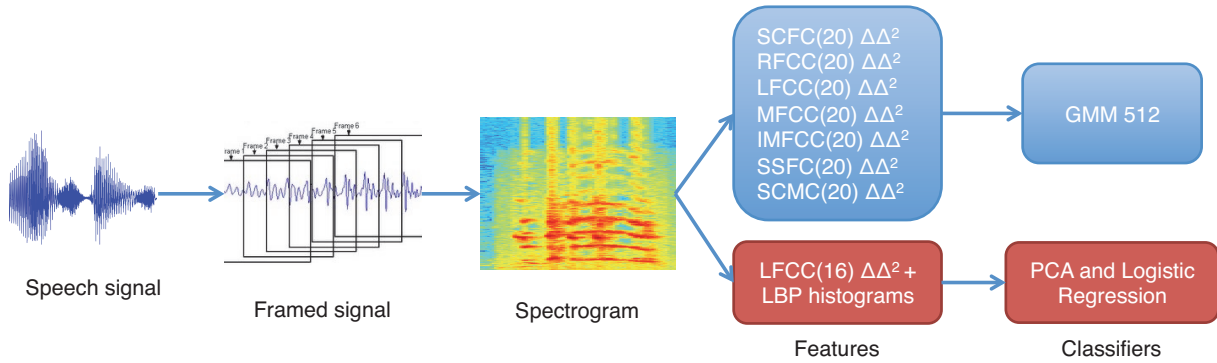 Speech signal
rame 1
Frame 2
Frame 3
Frame 4
Frame 5
Frame 6
Framed signal
Spectrogram
SCFC(20) ΔΔ²
RFCC(20) ΔΔ²
LFCC(20) ΔΔ²
MFCC(20) ΔΔ²
IMFCC(20) ΔΔ²
SSFC(20) ΔΔ²
SCMC(20) ΔΔ²
GMM 512
LFCC(16) ΔΔ² +
LBP histograms
PCA and Logistic
Regression
Features
Classifiers